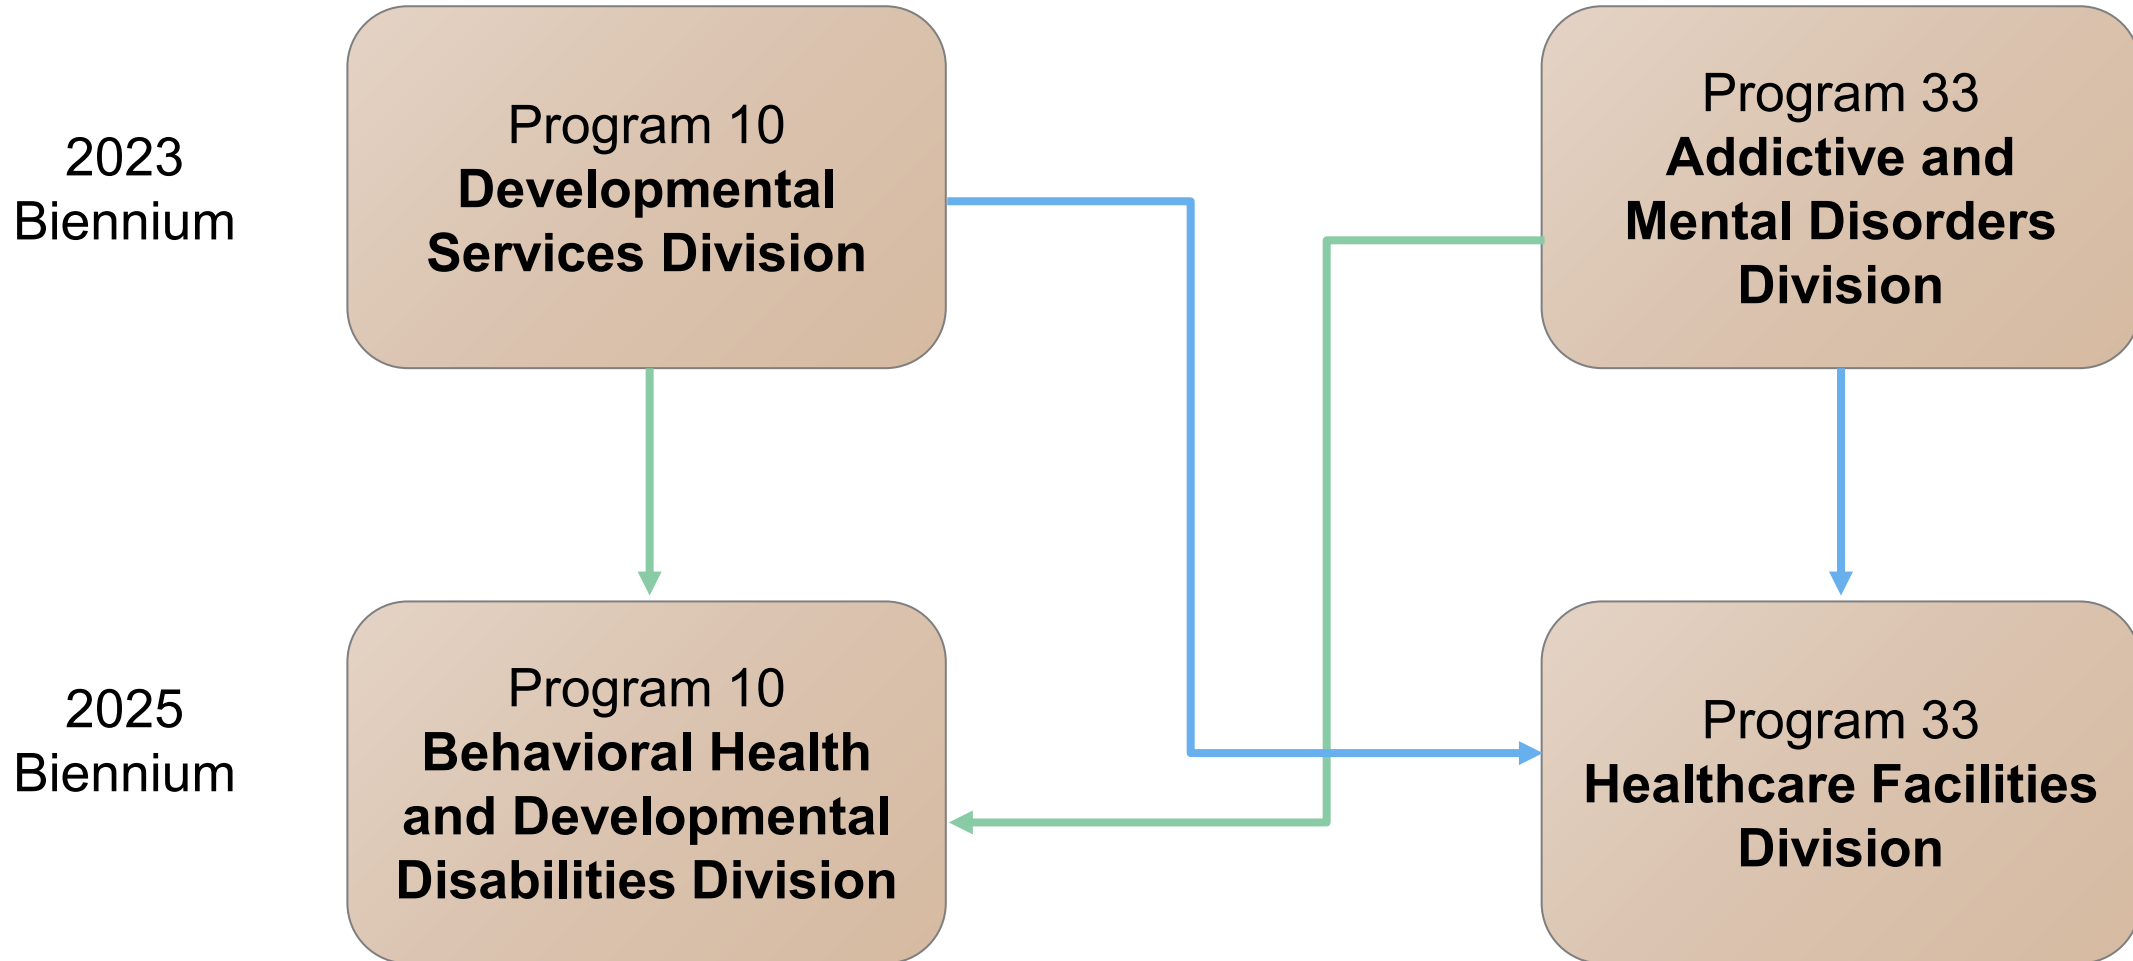 2023
Biennium
Program 10
Developmental
Services Division
Program 33
Addictive and
Mental Disorders
Division
2025
Biennium
Program 10
Behavioral Health
and Developmental
Disabilities Division
Program 33
Healthcare Facilities
Division